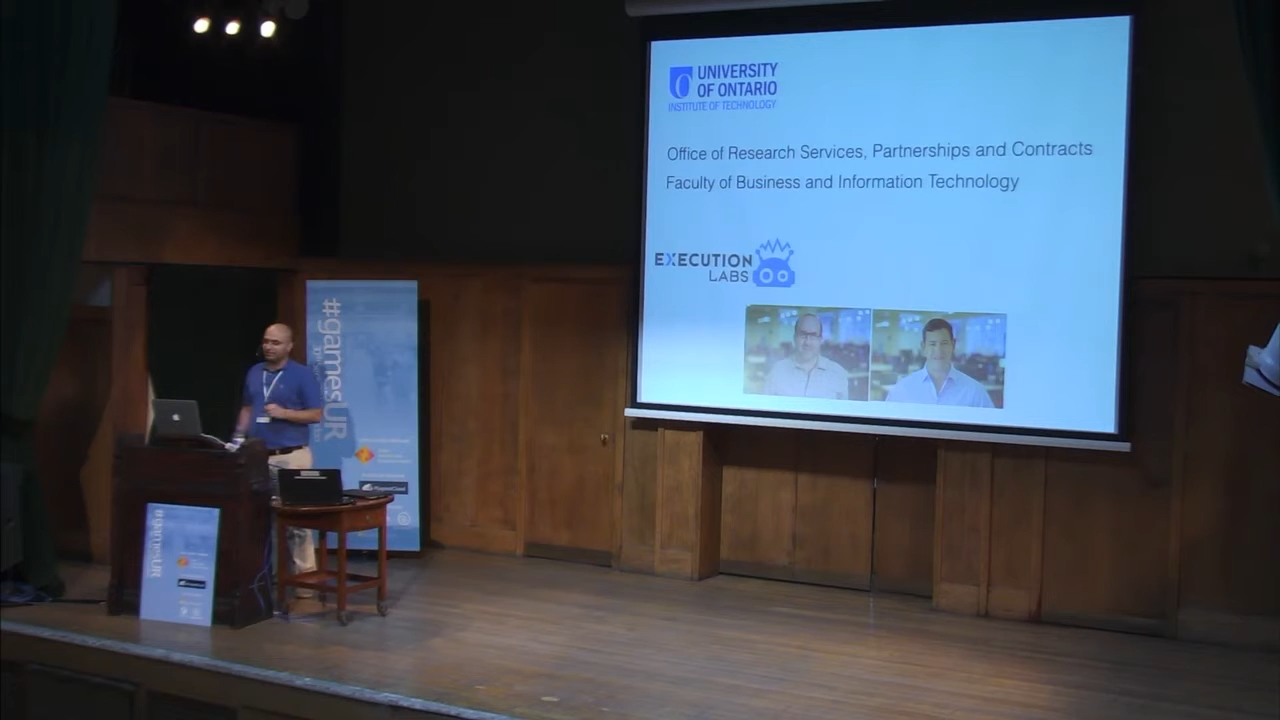 UNIVERSITY
OF ONTARIO
INSTITUTE OF TECHNOLOGY
Office of Research Services, Partnerships and Contracts
Faculty of Business and Information Technology
EXECUTION
LABS
#gamesUR
#gamesUR